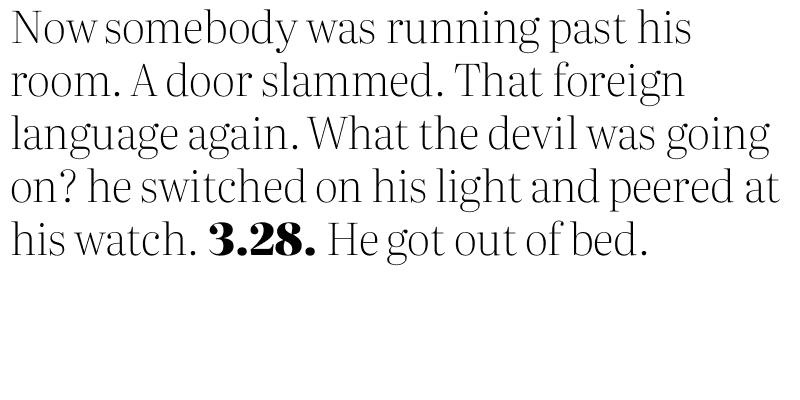 Now somebody was running past his
room. A door slammed. That foreign
language again. What the devil was going
on? he switched on his light and peered at
his watch. 3.28. He got out of bed.